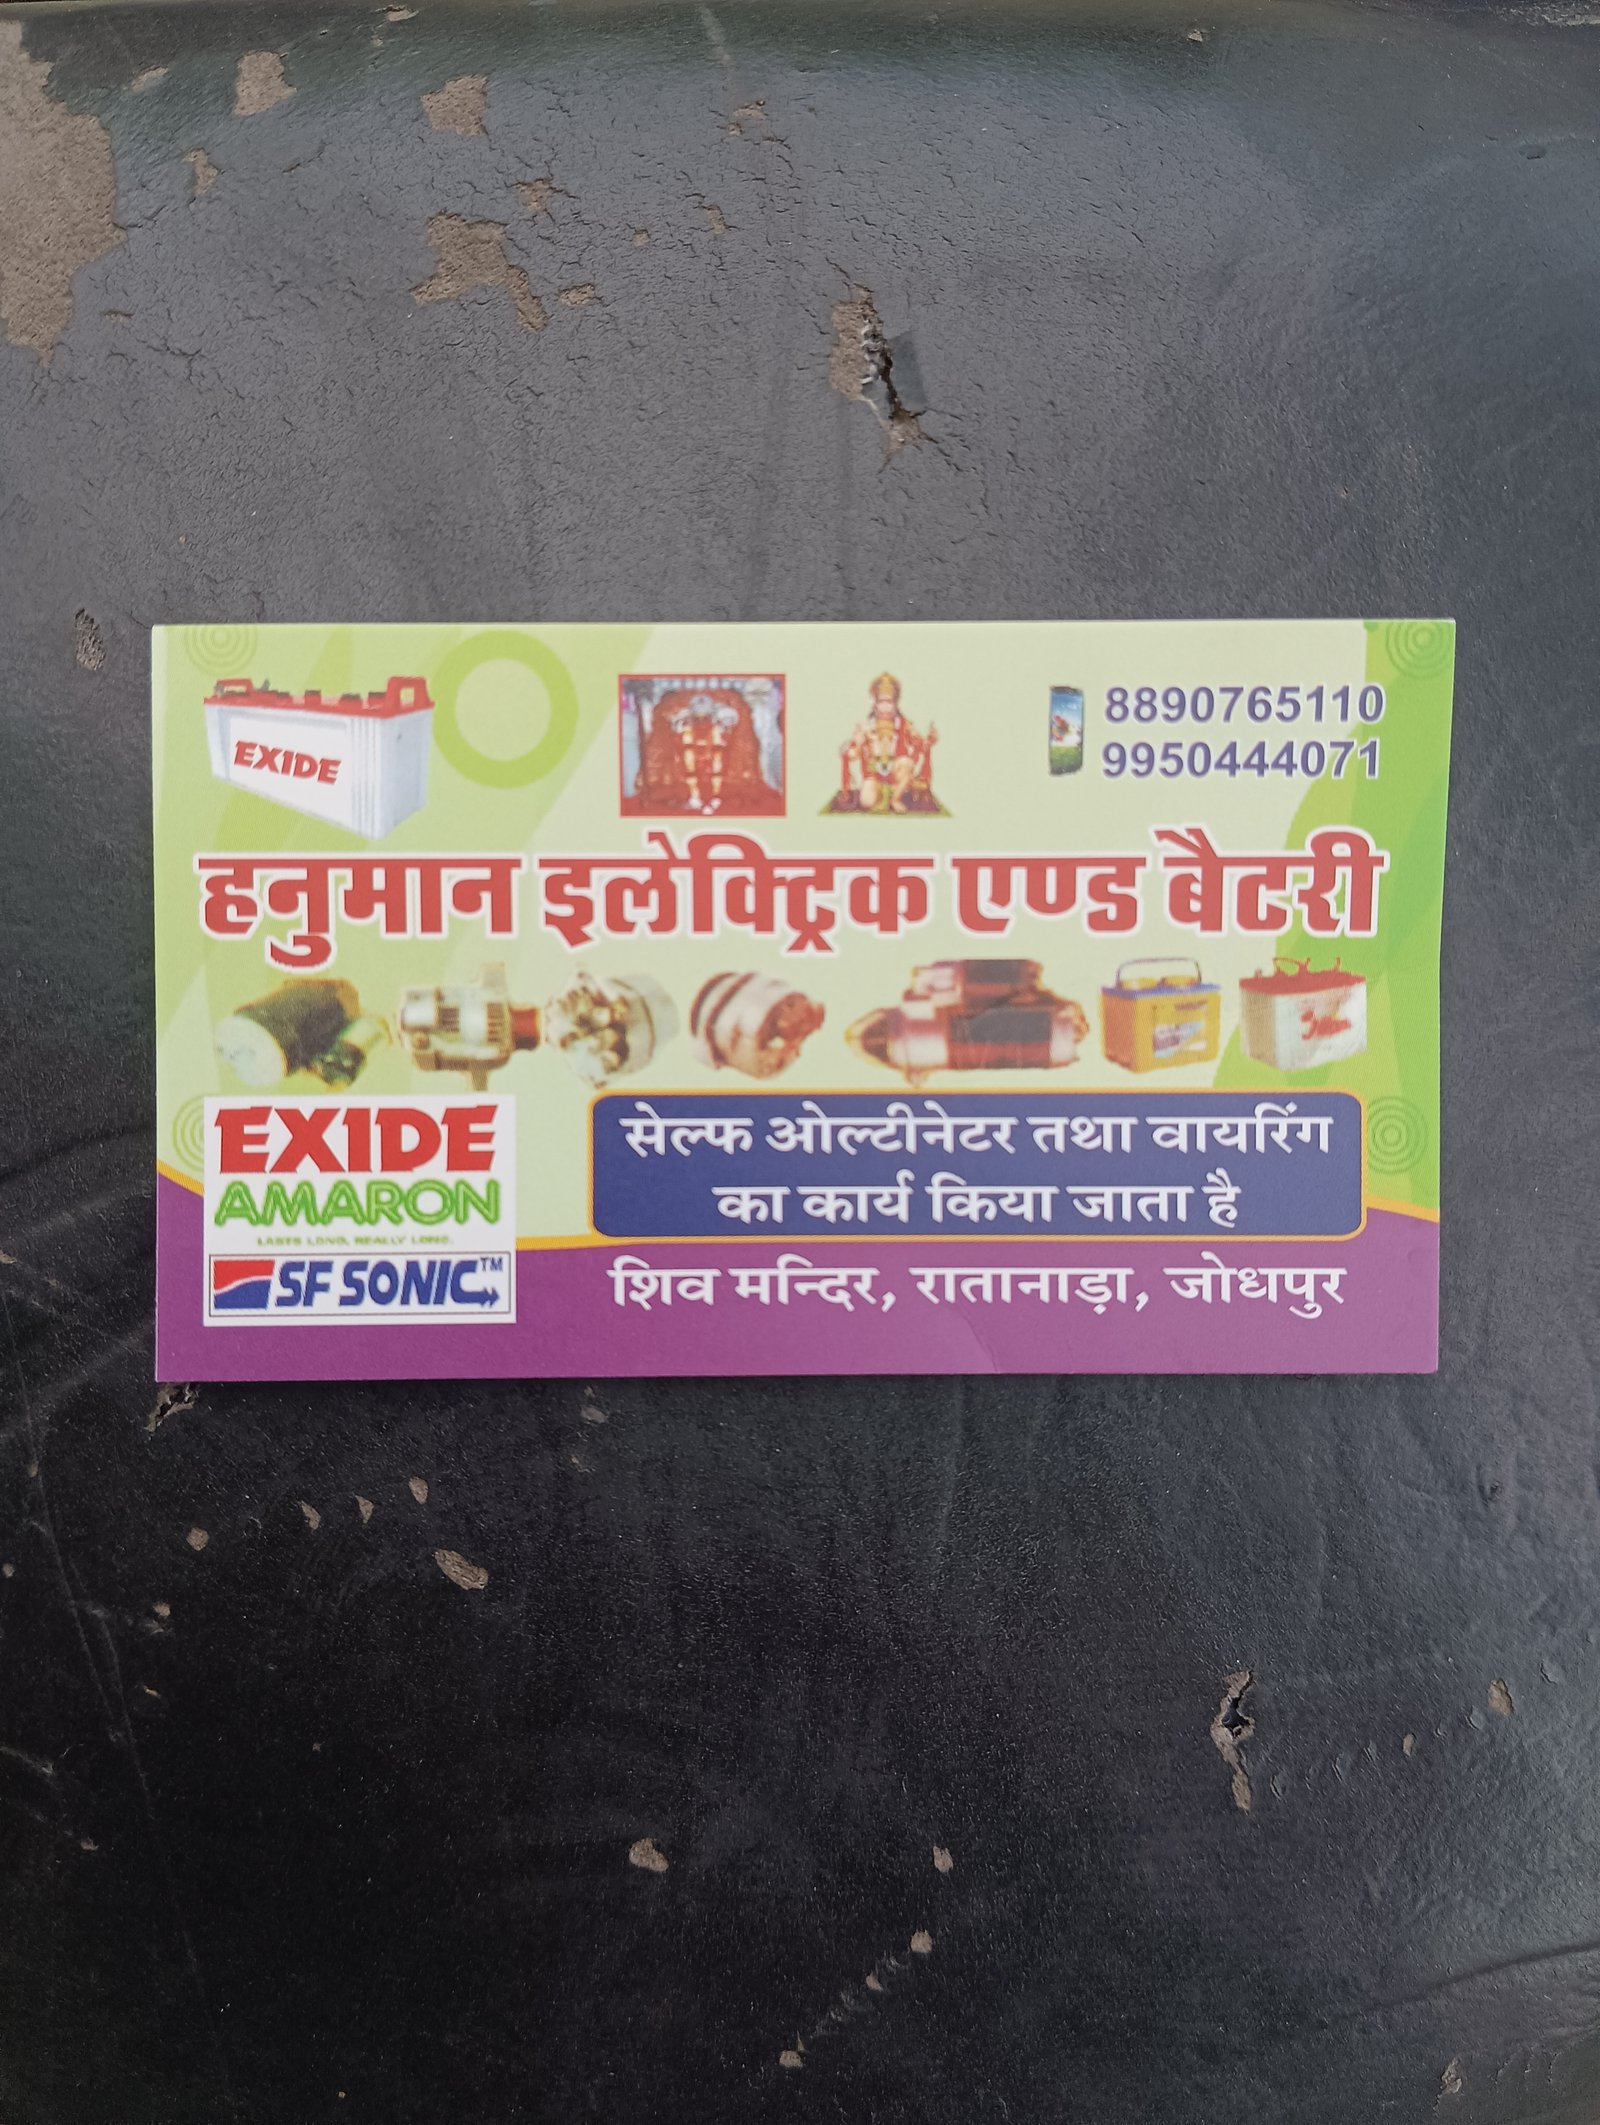 EXIDE
8890765110
9950444071
हनुमान इलेक्ट्रिक एण्ड बैटरी
EXIDE
AMARON
LASTS LONG, REALLY LONG.
SF SONIC™
सेल्फ ओल्टीनेटर तथा वायरिंग
का कार्य किया जाता है
शिव मन्दिर, रातानाड़ा, जोधपुर